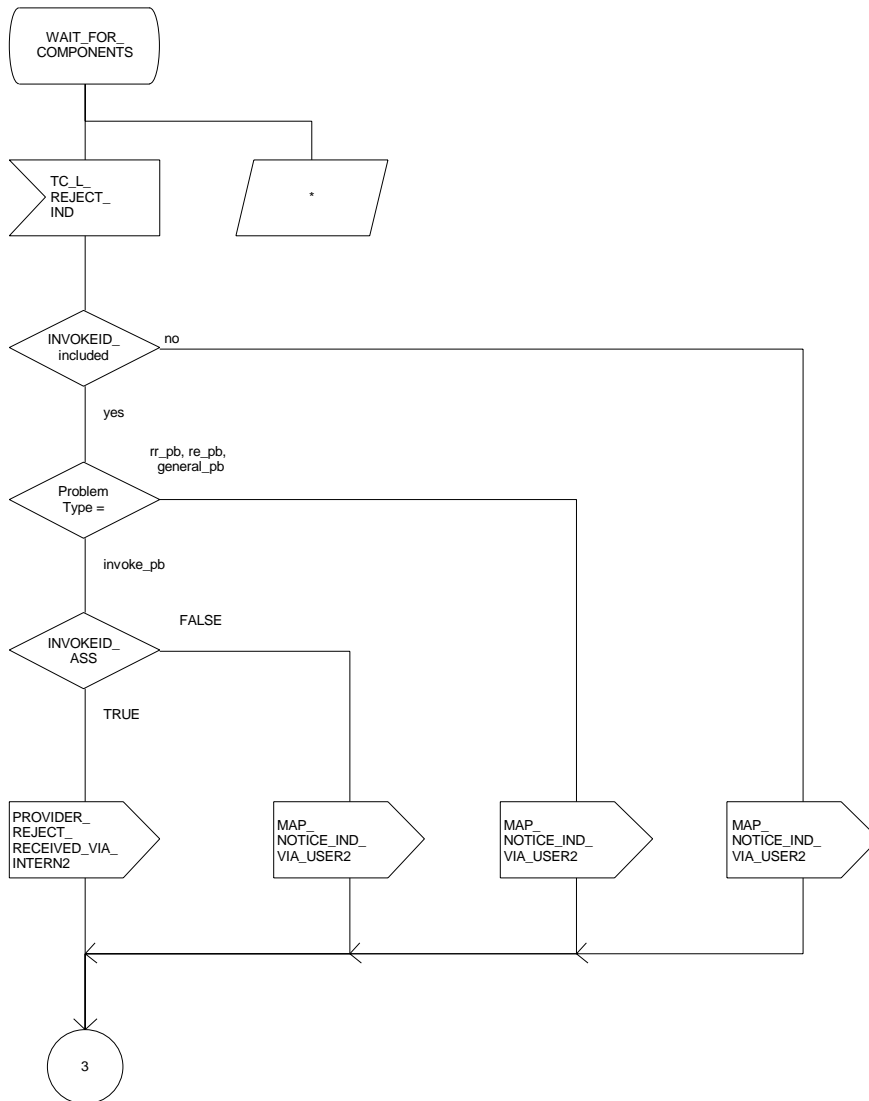 WAIT_FOR_
COMPONENTS
TC_L_
REJECT_
IND
*
INVOKEID_
included
no
yes
rr_pb, re_pb,
general_pb
Problem
Type =
invoke_pb
FALSE
INVOKEID_
ASS
TRUE
PROVIDER_
REJECT_
RECEIVED_VIA_
INTERN2
MAP_
NOTICE_IND_
VIA_USER2
MAP_
NOTICE_IND_
VIA_USER2
MAP_
NOTICE_IND_
VIA_USER2
3